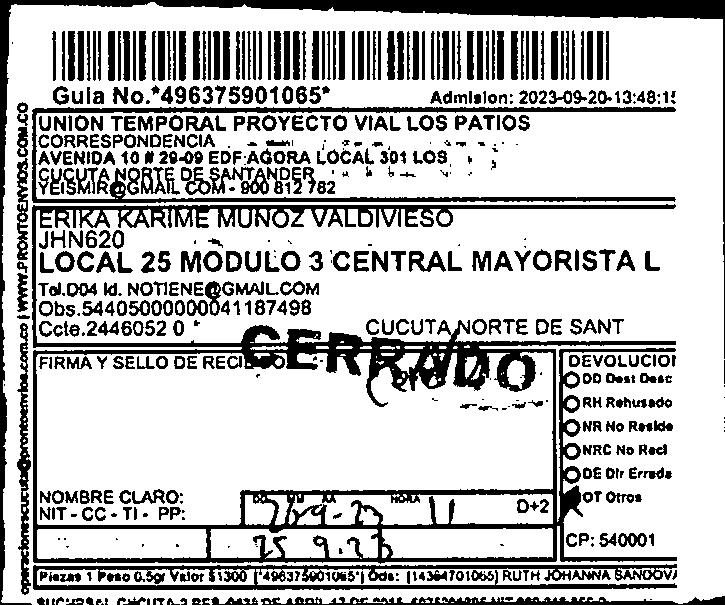 Guia No.*496375901065*
Admision: 2023-09-20-13:48:1
UNION TEMPORAL PROYECTO VIAL LOS PATIOS
CORRESPONDENCIA
AVENIDA 10 # 29-09 EDF AGORA LOCAL 301 LOS
CUCUTA NORTE DE SANTANDER
YEISMIR@GMAIL COM - 900 812 782
ERIKA KARIME MUNOZ VALDIVIESO
JHN620
LOCAL 25 MODULO 3 CENTRAL MAYORISTA L
Tel.D04 Id. NOTIENE@GMAIL.COM
Obs.54405000000041187498
Ccte.2446052 0 *
CUCUTA,NORTE DE SANT
CERRADO
FIRMA Y SELLO DE RECIBIDO
DEVOLUCION
DD Dest Desc
RH Rehusado
NR No Reside
NRC No Recl
DE Dir Errada
OT Otros
NOMBRE CLARO:
NIT - CC - TI - PP:
DD MM AA HORA
D+2
25 9.23
CP: 540001
Piezas 1 Peso 0.5gr Valor $1300 [*496375901065*] Ods: [14364701065] RUTH JOHANNA SANDOVA
operacionescucuta@prontoenvios.com.co | WWW.PRONTOENVIOS.COM.CO